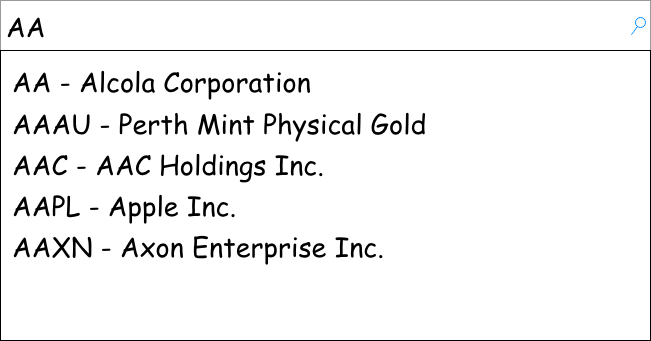 AA
AA - Alcola Corporation
AAAU - Perth Mint Physical Gold
AAC - AAC Holdings Inc.
AAPL - Apple Inc.
AAXN - Axon Enterprise Inc.